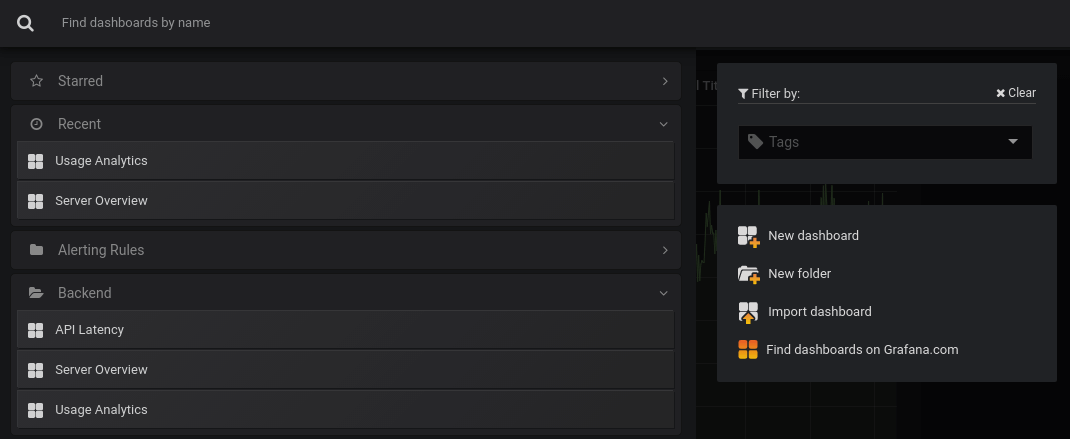 Find dashboards by name
Starred
Recent
Usage Analytics
Server Overview
Alerting Rules
Backend
API Latency
Server Overview
Usage Analytics
Filter by:
Clear
Tags
New dashboard
New folder
Import dashboard
Find dashboards on Grafana.com